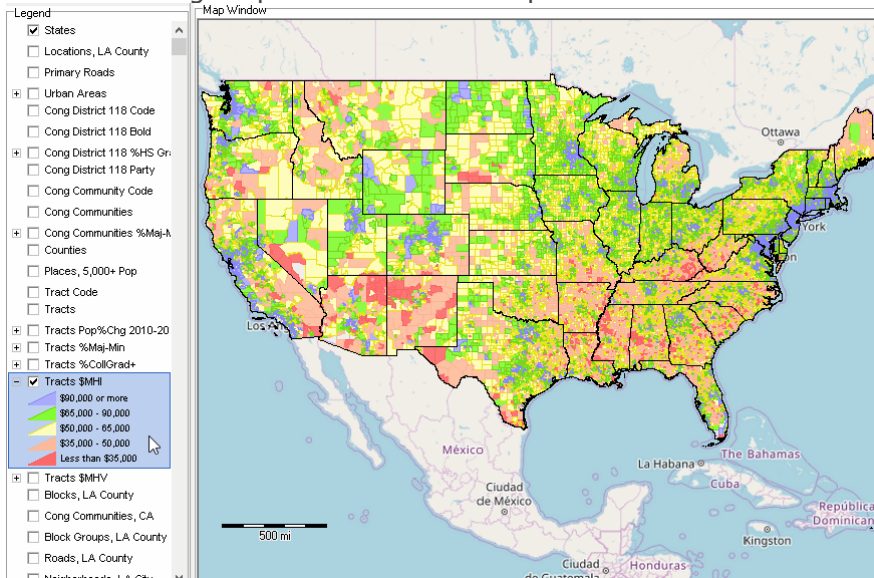 Legend
States
Locations, LA County
Primary Roads
Urban Areas
Cong District 118 Code
Cong District 118 Bold
Cong District 118 %HS Gr
Cong District 118 Party
Cong Community Code
Cong Communities
Cong Communities %Maj-M
Counties
Places, 5,000+ Pop
Tract Code
Tracts
Tracts Pop%Chg 2010-20
Tracts %Maj-Min
Tracts %CollGrad+
Tracts $MHI
$90,000 or more
$65,000 - 90,000
$50,000 - 65,000
$35,000 - 50,000
Less than $35,000
Tracts $MHV
Blocks, LA County
Cong Communities, CA
Block Groups, LA County
Roads, LA County
Map Window
Ottawa
York
on
Los An
México
Ciudad
de México
La Habana
The Bahamas
Cuba
República
Dominican
Kingston
500 mi
Ciudad
de Guatemala
Honduras